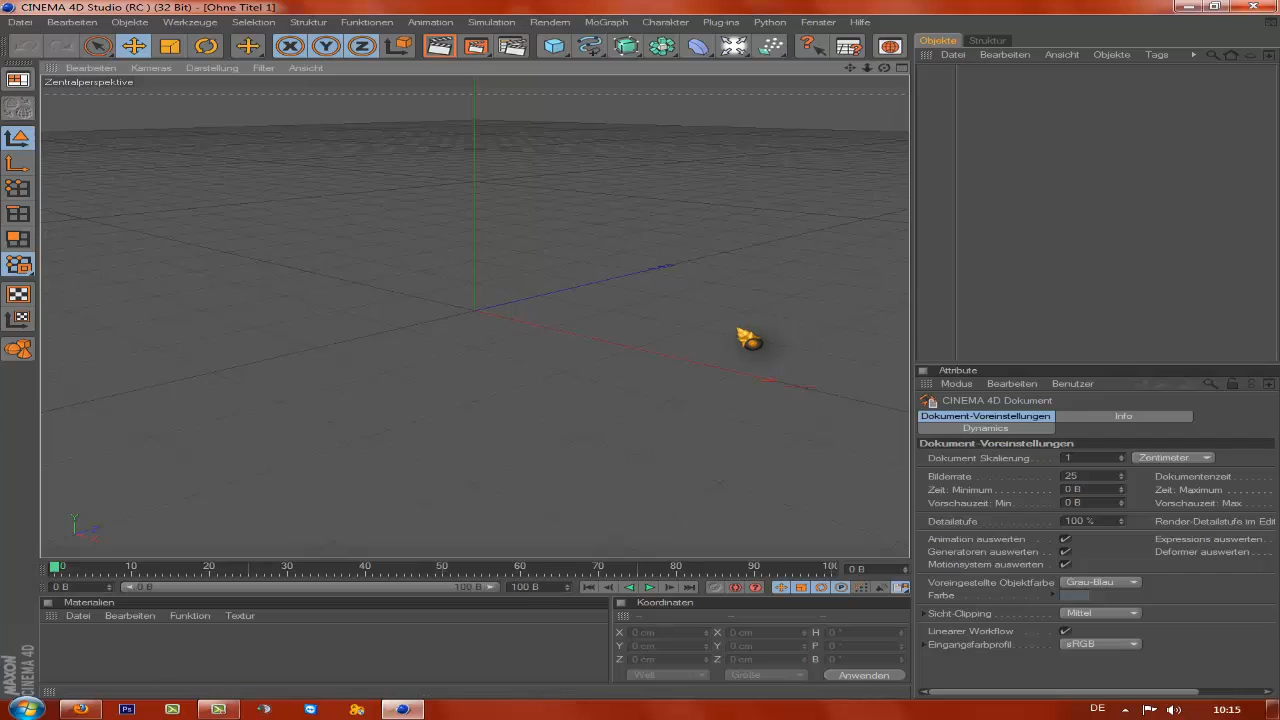 CINEMA 4D Studio (RC) (32 Bit) - [Ohne Titel 1]
Datei Bearbeiten Objekte Werkzeuge Selektion Struktur Funktionen Animation Simulation Rendern MoGraph Charakter Plug-ins Python Fenster Hilfe
Objekte Struktur
Datei Bearbeiten Ansicht Objekte Tags
Bearbeiten Kameras Darstellung Filter Ansicht
Zentralperspektive
Y
Z
X
Attribute
Modus Bearbeiten Benutzer
CINEMA 4D Dokument
Dokument-Voreinstellungen Info
Dynamics
Dokument-Voreinstellungen
Dokument Skalierung 1 Zentimeter
Bilderrate 25 Dokumentenzeit
Zeit: Minimum 0 B Zeit: Maximum
Vorschauzeit: Min 0 B Vorschauzeit: Max
Detailstufe 100 % Render-Detailstufe im Edit
Animation auswerten Expressions auswerten
Generatoren auswerten Deformer auswerten
Motionsystem auswerten
Voreingestellte Objektfarbe Grau-Blau
Farbe
Sicht-Clipping Mittel
Linearer Workflow
Eingangsfarbprofil sRGB
0 10 20 30 40 50 60 70 80 90 100 0 B
0 B 0 B 100 B 100 B
Materialien
Datei Bearbeiten Funktion Textur
Koordinaten
-- -- --
X 0 cm X 0 cm H 0 °
Y 0 cm Y 0 cm P 0 °
Z 0 cm Z 0 cm B 0 °
Welt Größe Anwenden
MAXON
CINEMA 4D
Ps
DE 10:15